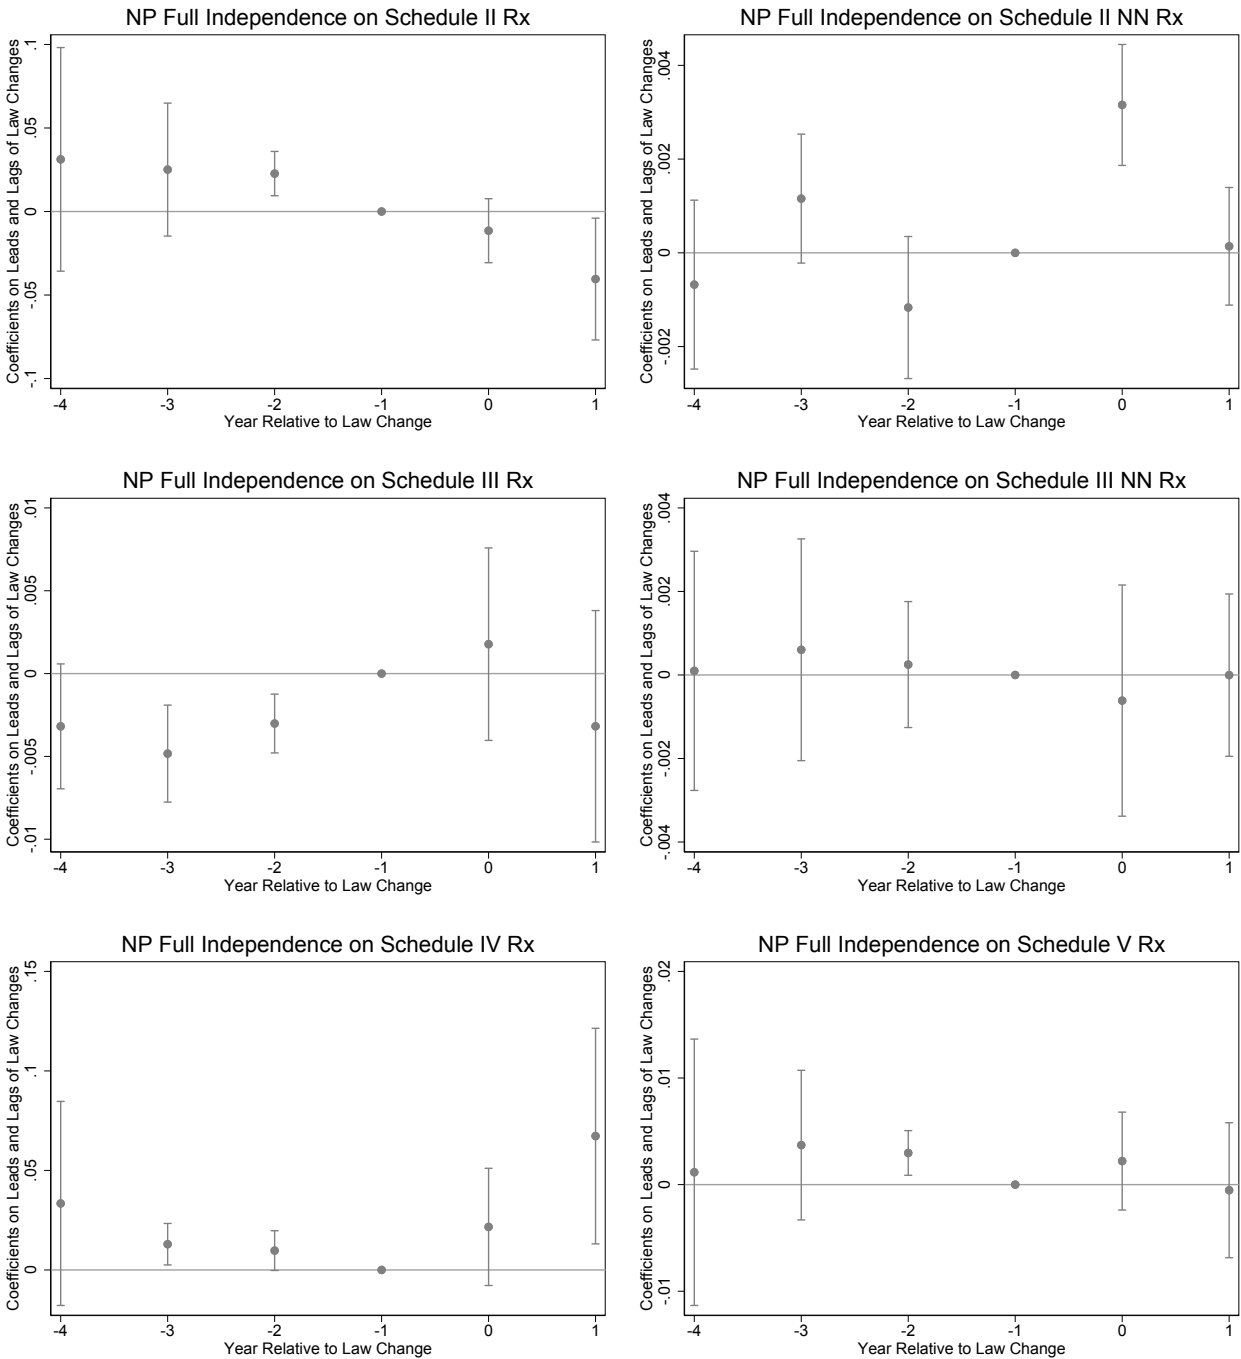 NP Full Independence on Schedule II Rx
Coefficients on Leads and Lags of Law Changes
.1
.05
0
-.05
-.1
-4 -3 -2 -1 0 1
Year Relative to Law Change
NP Full Independence on Schedule II NN Rx
Coefficients on Leads and Lags of Law Changes
.004
.002
0
-.002
-4 -3 -2 -1 0 1
Year Relative to Law Change
NP Full Independence on Schedule III Rx
Coefficients on Leads and Lags of Law Changes
.01
.005
0
-.005
-.01
-4 -3 -2 -1 0 1
Year Relative to Law Change
NP Full Independence on Schedule III NN Rx
Coefficients on Leads and Lags of Law Changes
.004
.002
0
-.002
-.004
-4 -3 -2 -1 0 1
Year Relative to Law Change
NP Full Independence on Schedule IV Rx
Coefficients on Leads and Lags of Law Changes
.15
.1
.05
0
-4 -3 -2 -1 0 1
Year Relative to Law Change
NP Full Independence on Schedule V Rx
Coefficients on Leads and Lags of Law Changes
.02
.01
0
-.01
-4 -3 -2 -1 0 1
Year Relative to Law Change